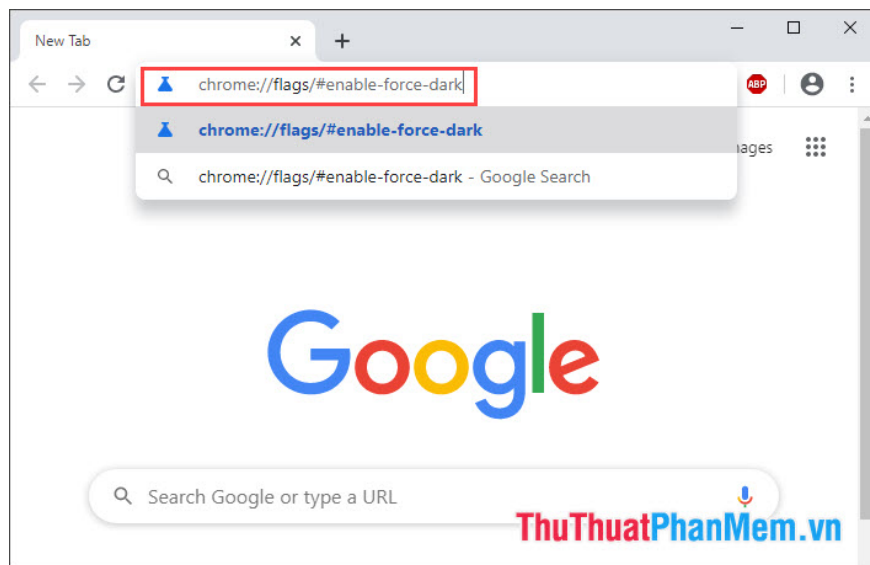 New Tab
chrome://flags/#enable-force-dark
ABP
chrome://flags/#enable-force-dark
chrome://flags/#enable-force-dark - Google Search
Google
Search Google or type a URL
ThuThuatPhanMem.vn